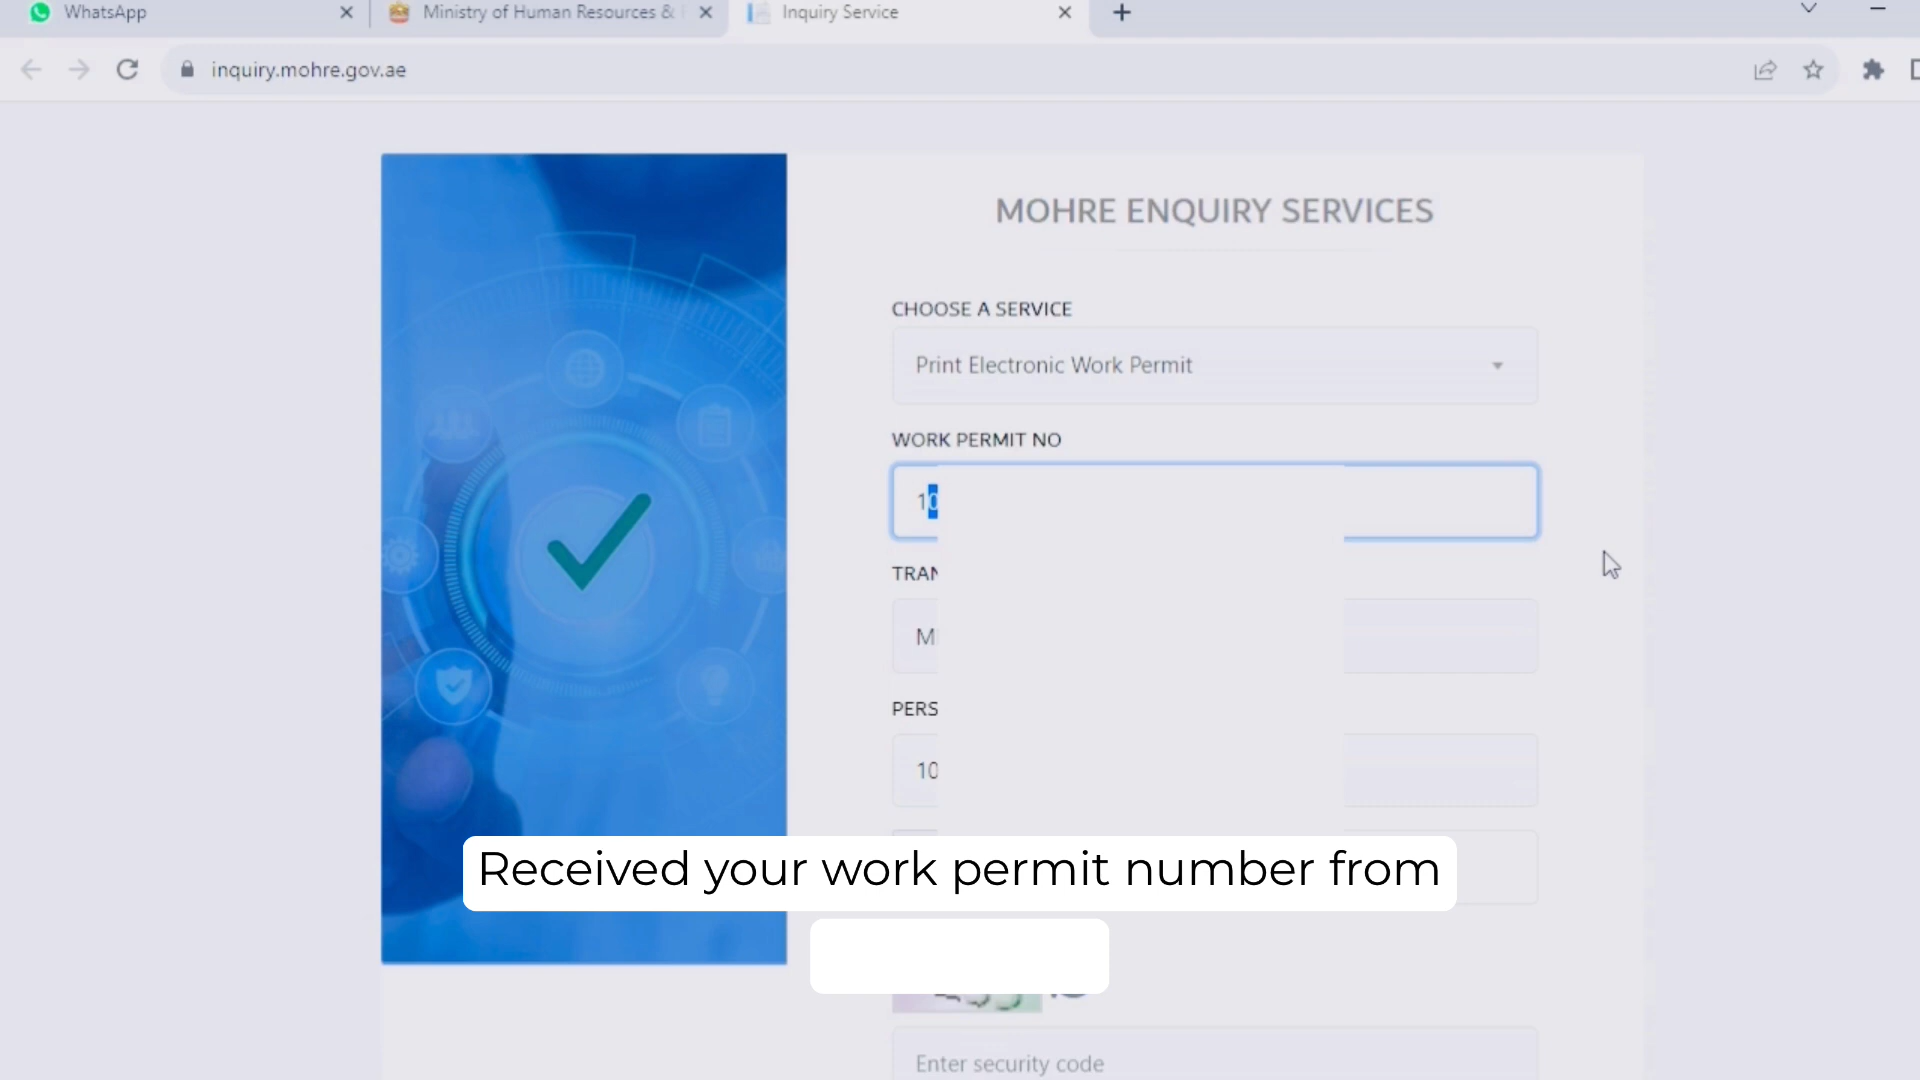 WhatsApp
Ministry of Human Resources &
Inquiry Service
inquiry.mohre.gov.ae
MOHRE ENQUIRY SERVICES
CHOOSE A SERVICE
Print Electronic Work Permit
WORK PERMIT NO
10
TRAN
M
PERS
10
Received your work permit number from
Enter security code